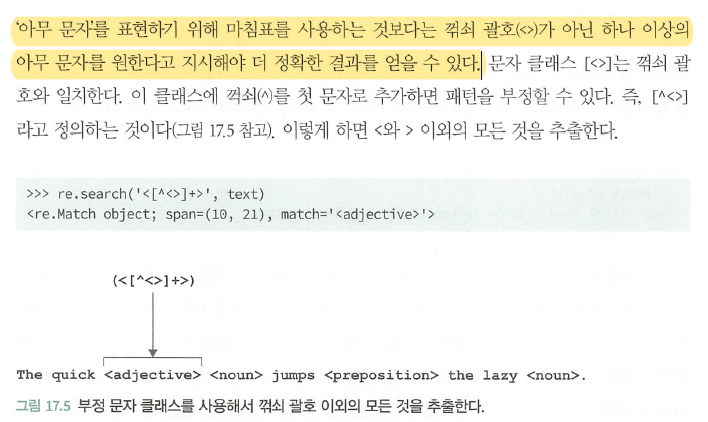 ‘아무 문자’를 표현하기 위해 마침표를 사용하는 것보다는 꺾쇠 괄호(<>)가 아닌 하나 이상의
아무 문자를 원한다고 지시해야 더 정확한 결과를 얻을 수 있다. 문자 클래스 [<>]는 꺾쇠 괄
호와 일치한다. 이 클래스에 꺽쇠(^)를 첫 문자로 추가하면 패턴을 부정할 수 있다. 즉, [^<>]
라고 정의하는 것이다(그림 17.5 참고). 이렇게 하면 <와 > 이외의 모든 것을 추출한다.
>>> re.search('<[^<>]+>', text)
<re.Match object; span=(10, 21), match='<adjective>'>
(<[^<>]+>)
The quick <adjective> <noun> jumps <preposition> the lazy <noun>.
그림 17.5 부정 문자 클래스를 사용해서 꺾쇠 괄호 이외의 모든 것을 추출한다.